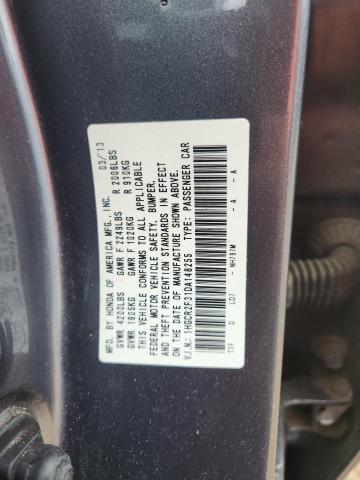 MFD. BY HONDA OF AMERICA MFG., INC. 03/13
GVWR 4200LBS GAWR F 2249LBS R 2006LBS
GVWR 1905KG GAWR F 1020KG R 910KG
THIS VEHICLE CONFORMS TO ALL APPLICABLE
FEDERAL MOTOR VEHICLE SAFETY, BUMPER,
AND THEFT PREVENTION STANDARDS IN EFFECT
ON THE DATE OF MANUFACTURE SHOWN ABOVE.
V.I.N.: 1HGCR2F31DA148255 TYPE: PASSENGER CAR